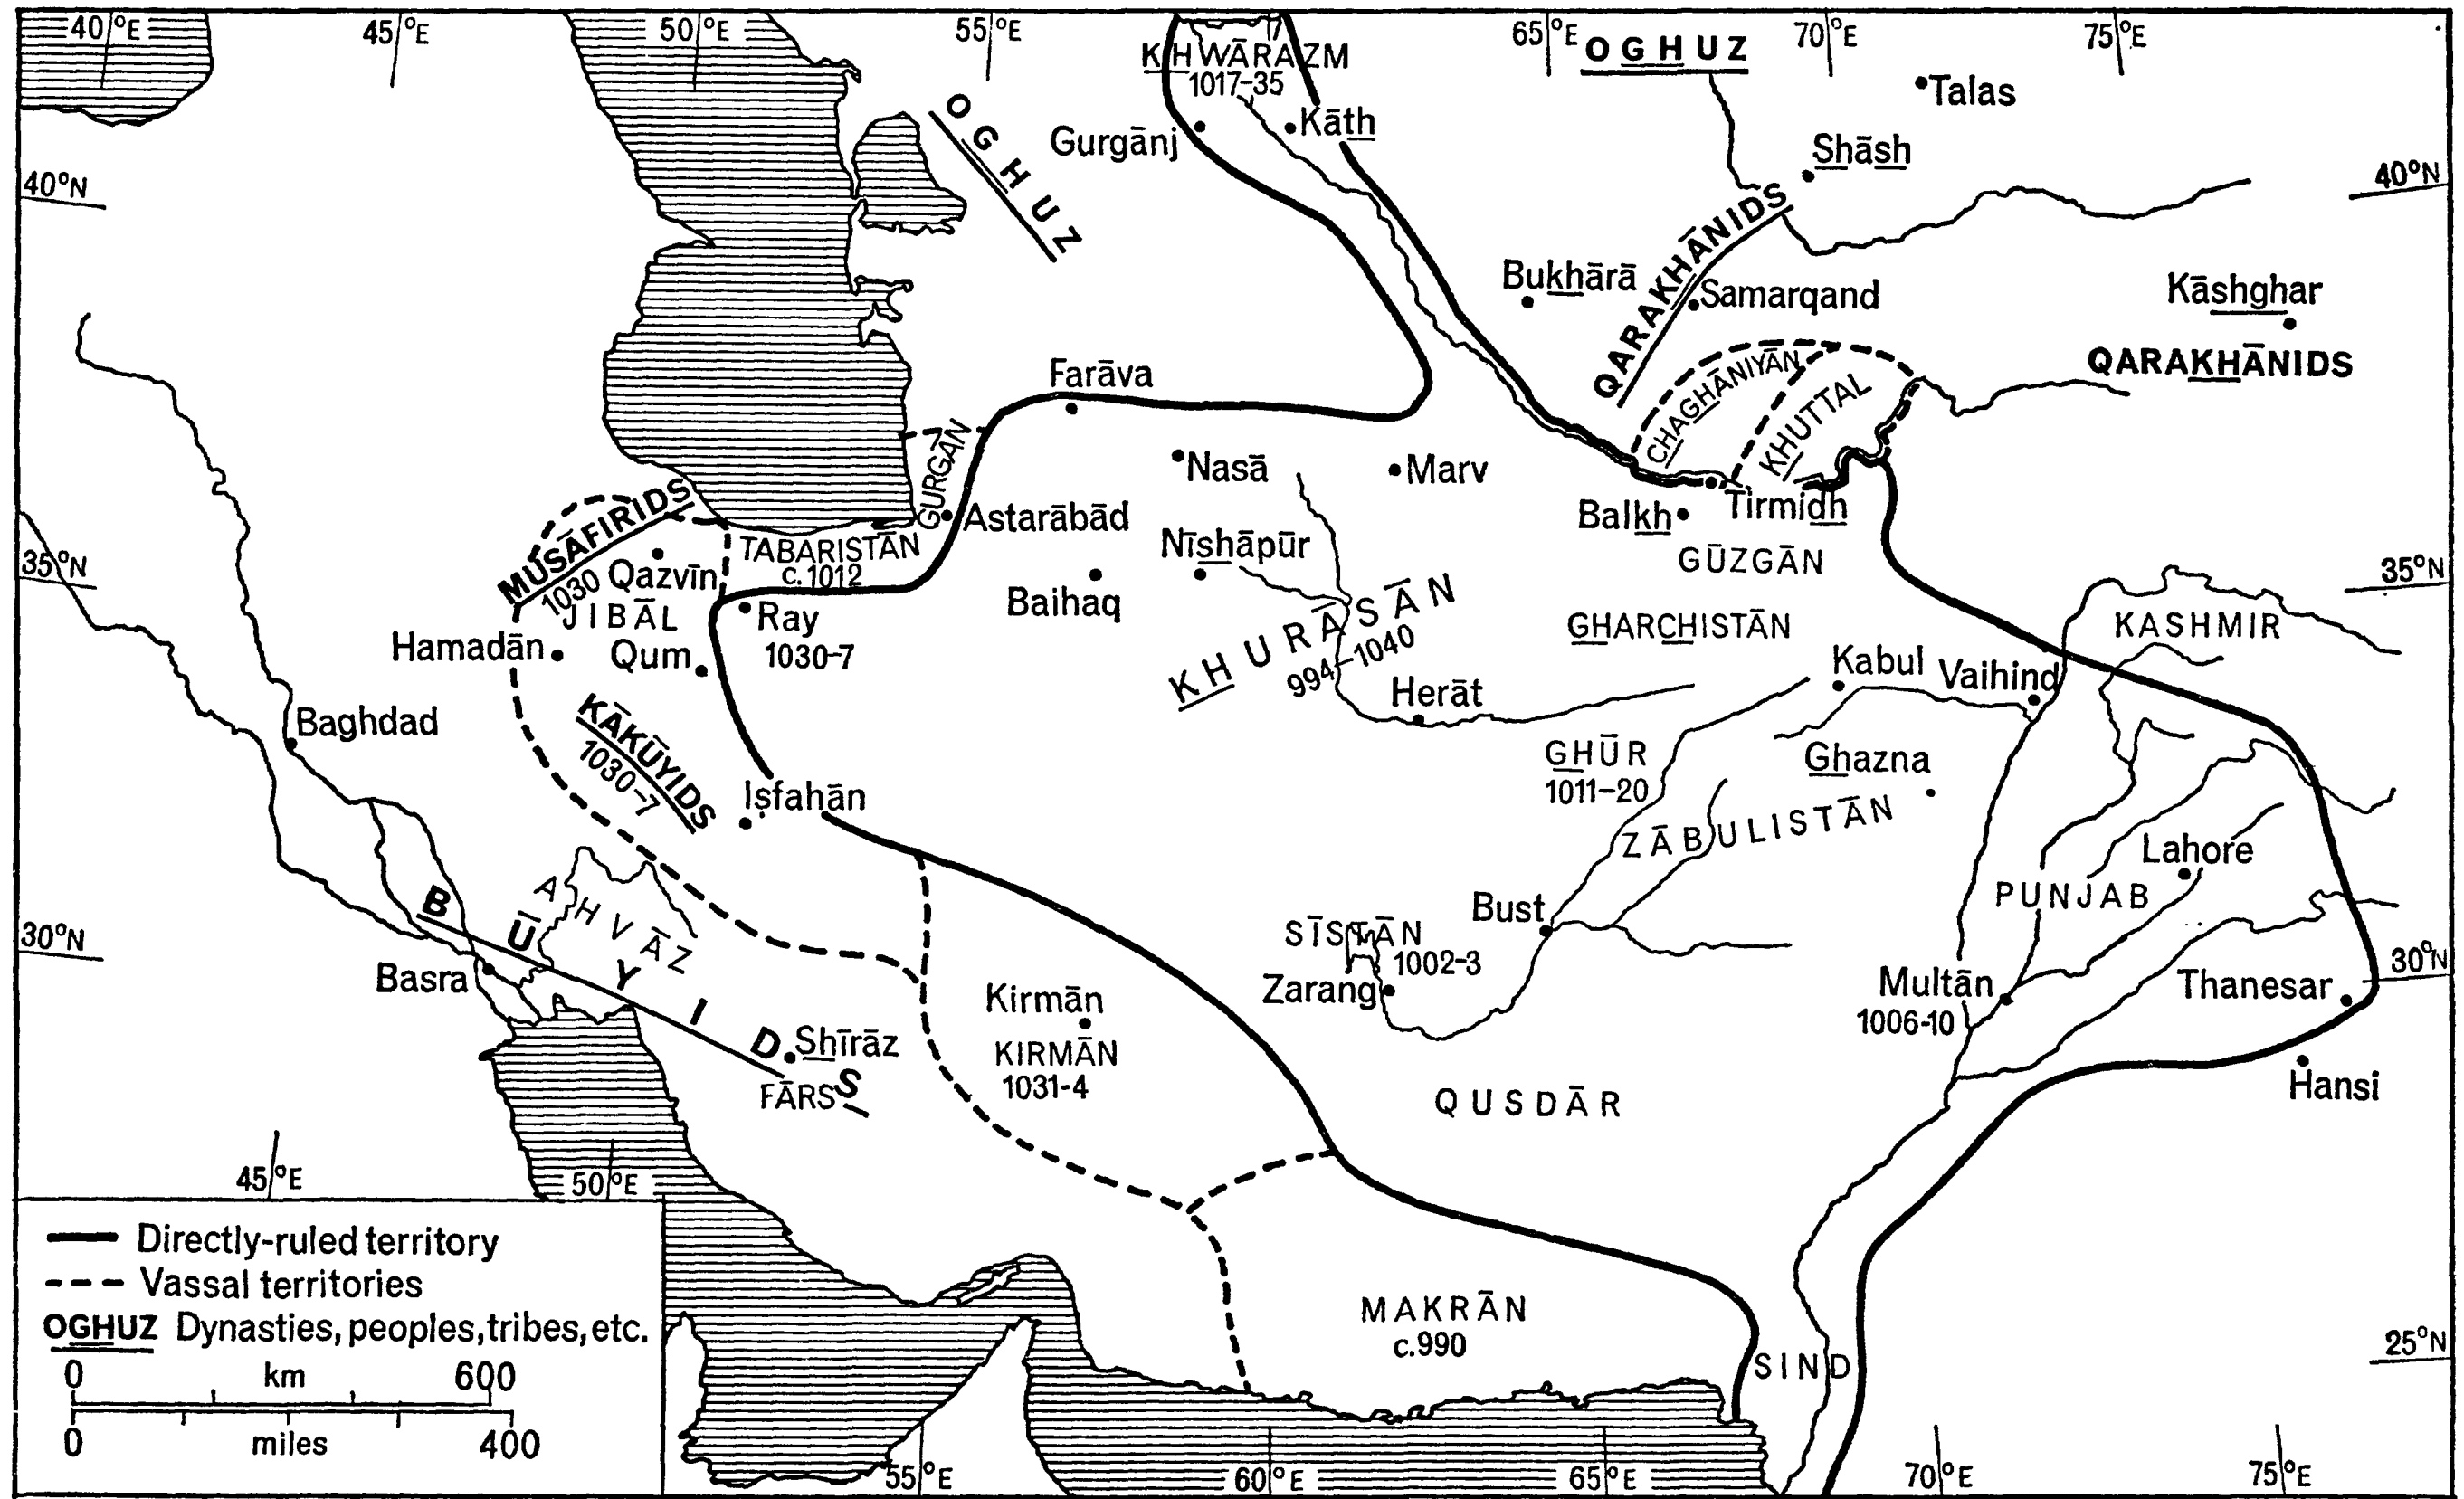 40°E
45°E
50°E
55°E
65°E
70°E
75°E
OGHUZ
KHWĀRAZM
1017-35
Talas
OGHUZ
Gurgānj
Kāth
Shāsh
40°N
40°N
QARAKHĀNIDS
Bukhārā
Samarqand
Kāshghar
QARAKHĀNIDS
Farāva
CHAGHĀNIYĀN
KHUTTAL
GURGĀN
Nasā
Marv
Astarābād
Balkh
Tirmidh
MUSĀFIRIDS
1030
Qazvīn
TABARISTĀN
c.1012
Nīshāpūr
GŪZGĀN
35°N
35°N
JIBĀL
Ray
1030-7
Baihaq
KHURĀSĀN
994-1040
GHARCHISTĀN
KASHMIR
Hamadān
Qum
Herāt
Kabul
Vaihind
Baghdad
KĀKŪYIDS
1030-7
GHŪR
1011-20
Ghazna
Iṣfahān
ZĀBULISTĀN
Lahore
PUNJAB
BŪYIDS
AHVĀZ
Bust
SĪSTĀN
1002-3
30°N
30°N
Basra
Zarang
Kirmān
Multān
1006-10
Thanesar
Shīrāz
KIRMĀN
1031-4
FĀRS
QUSDĀR
Hansi
45°E
50°E
Directly-ruled territory
Vassal territories
OGHUZ Dynasties, peoples, tribes, etc.
0 km 600
0 miles 400
MAKRĀN
c.990
SIND
25°N
55°E
60°E
65°E
70°E
75°E